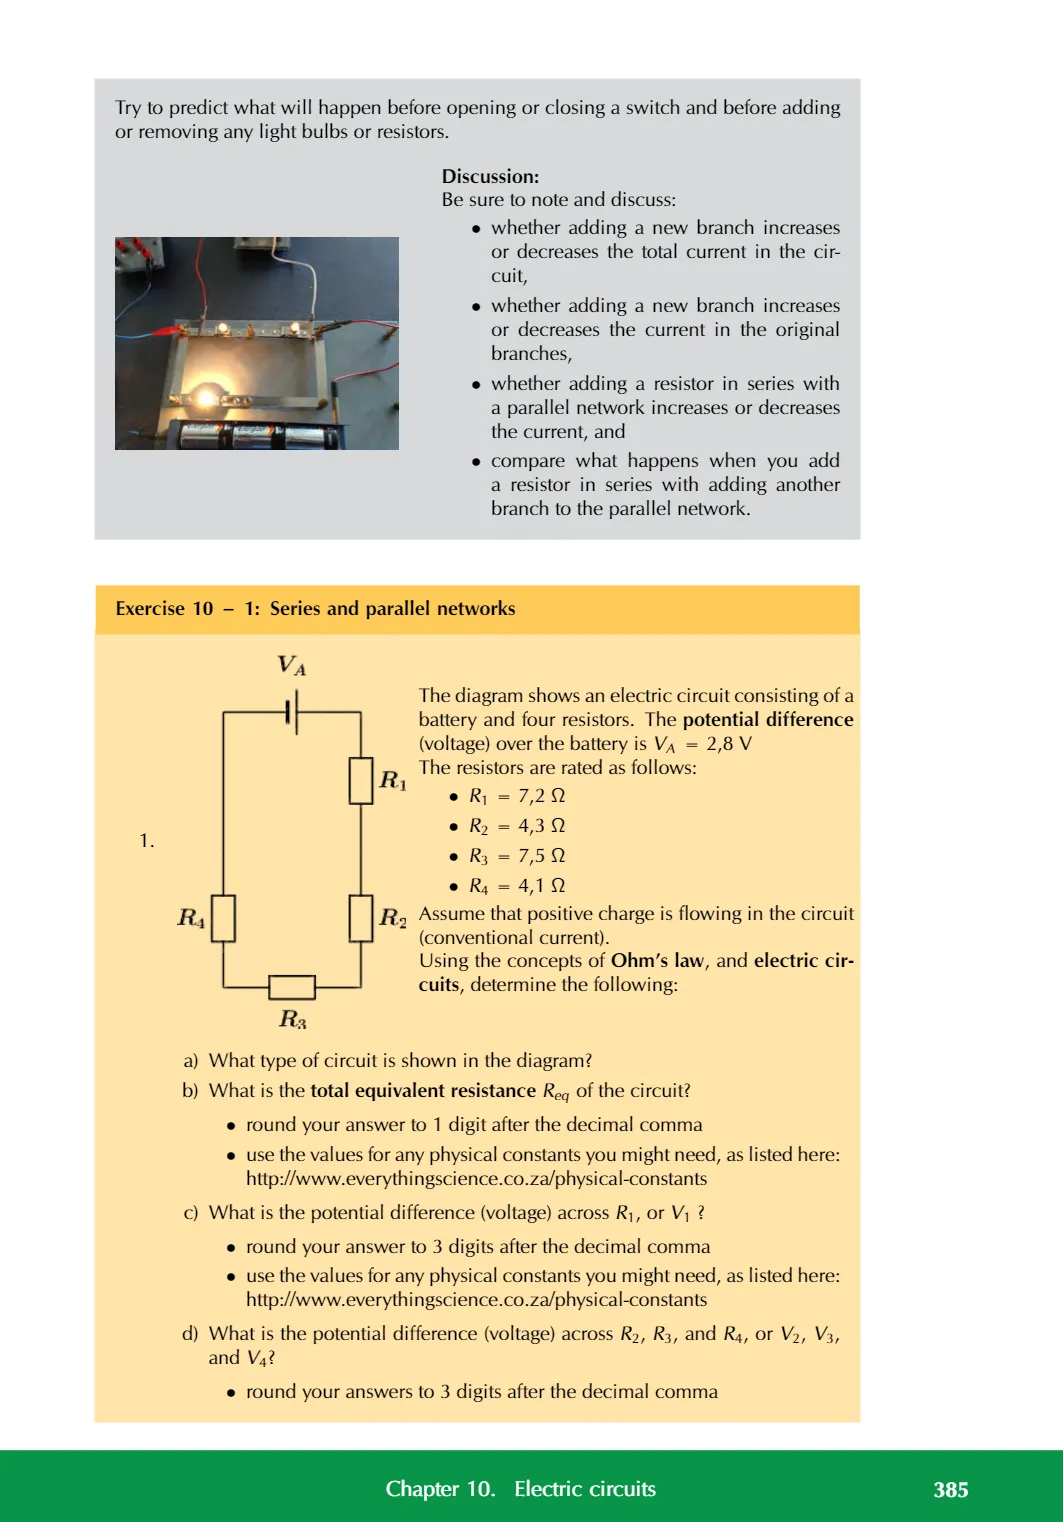 Try to predict what will happen before opening or closing a switch and before adding
or removing any light bulbs or resistors.
Discussion:
Be sure to note and discuss:
• whether adding a new branch increases
or decreases the total current in the cir-
cuit,
• whether adding a new branch increases
or decreases the current in the original
branches,
• whether adding a resistor in series with
a parallel network increases or decreases
the current, and
• compare what happens when you add
a resistor in series with adding another
branch to the parallel network.
Exercise 10 – 1: Series and parallel networks
1.
V_A
R_1
R_2
R_3
R_4
The diagram shows an electric circuit consisting of a
battery and four resistors. The potential difference
(voltage) over the battery is V_A = 2,8 V
The resistors are rated as follows:
• R_1 = 7,2 Ω
• R_2 = 4,3 Ω
• R_3 = 7,5 Ω
• R_4 = 4,1 Ω
Assume that positive charge is flowing in the circuit
(conventional current).
Using the concepts of Ohm's law, and electric cir-
cuits, determine the following:
a) What type of circuit is shown in the diagram?
b) What is the total equivalent resistance R_eq of the circuit?
• round your answer to 1 digit after the decimal comma
• use the values for any physical constants you might need, as listed here:
http://www.everythingscience.co.za/physical-constants
c) What is the potential difference (voltage) across R_1, or V_1 ?
• round your answer to 3 digits after the decimal comma
• use the values for any physical constants you might need, as listed here:
http://www.everythingscience.co.za/physical-constants
d) What is the potential difference (voltage) across R_2, R_3, and R_4, or V_2, V_3,
and V_4?
• round your answers to 3 digits after the decimal comma
Chapter 10. Electric circuits 385